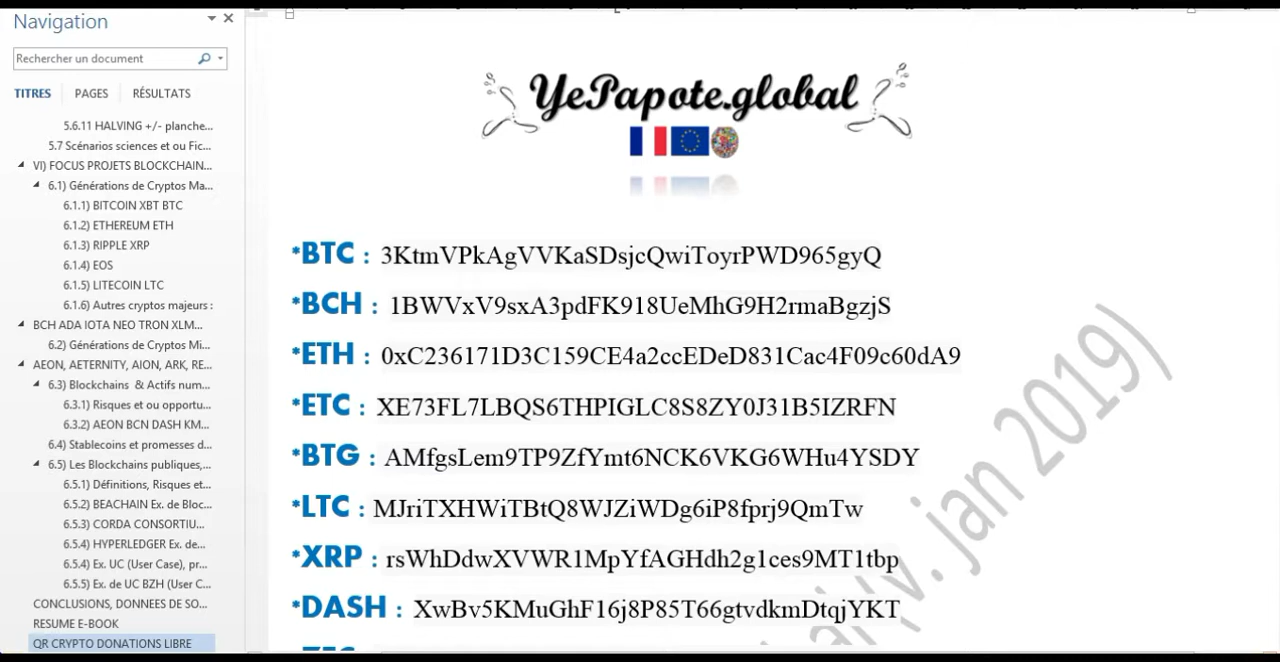 Navigation
Rechercher un document
TITRES PAGES RÉSULTATS
5.6.11 HALVING +/- planche...
5.7 Scénarios sciences et ou Fic...
VI) FOCUS PROJETS BLOCKCHAIN...
6.1) Générations de Cryptos Ma...
6.1.1) BITCOIN XBT BTC
6.1.2) ETHEREUM ETH
6.1.3) RIPPLE XRP
6.1.4) EOS
6.1.5) LITECOIN LTC
6.1.6) Autres cryptos majeurs :
BCH ADA IOTA NEO TRON XLM...
6.2) Générations de Cryptos Mi...
AEON, AETERNITY, AION, ARK, RE...
6.3) Blockchains & Actifs num...
6.3.1) Risques et ou opportu...
6.3.2) AEON BCN DASH KM...
6.4) Stablecoins et promesses d...
6.5) Les Blockchains publiques,...
6.5.1) Définitions, Risques et...
6.5.2) BEACHAIN Ex. de Bloc...
6.5.3) CORDA CONSORTIU...
6.5.4) HYPERLEDGER Ex. de...
6.5.4) Ex. UC (User Case), pr...
6.5.5) Ex. de UC BZH (User C...
CONCLUSIONS, DONNEES DE SO...
RESUME E-BOOK
QR CRYPTO DONATIONS LIBRE
YePapote.global
*BTC : 3KtmVPkAgVVKaSDsjcQwiToyrPWD965gyQ
*BCH : 1BWVxV9sxA3pdFK918UeMhG9H2rmaBgzjS
*ETH : 0xC236171D3C159CE4a2ccEDeD831Cac4F09c60dA9
*ETC : XE73FL7LBQS6THPIGLC8S8ZY0J31B5IZRFN
*BTG : AMfgsLem9TP9ZfYmt6NCK6VKG6WHu4YSDY
*LTC : MJriTXHWiTBtQ8WJZiWDg6iP8fprj9QmTw
*XRP : rsWhDdwXVWR1MpYfAGHdh2g1ces9MT1tbp
*DASH : XwBv5KMuGhF16j8P85T66gtvdkmDtqjYKT
(v. jan 2019)